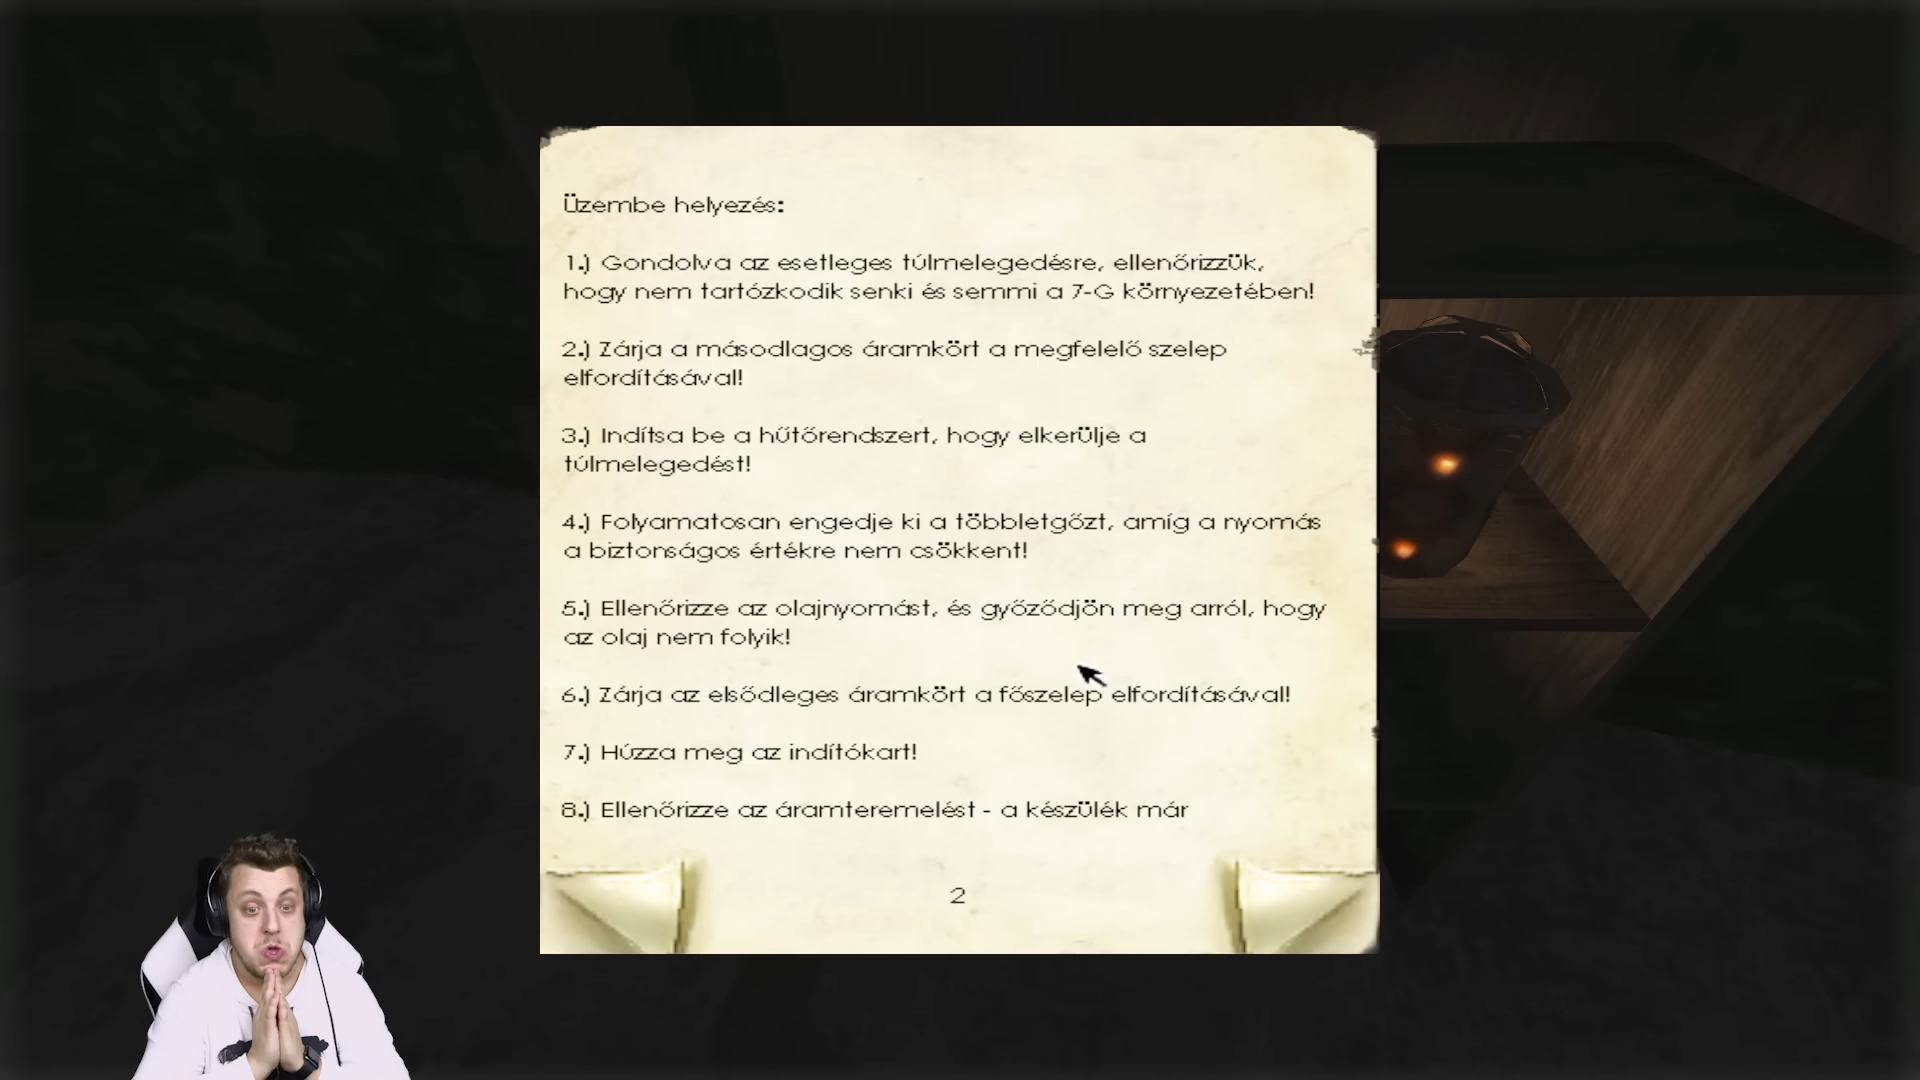 Üzembe helyezés:
1.) Gondolva az esetleges túlmelegedésre, ellenőrizzük,
hogy nem tartózkodik senki és semmi a 7-G környezetében!
2.) Zárja a másodlagos áramkört a megfelelő szelep
elfordításával!
3.) Indítsa be a hűtőrendszert, hogy elkerülje a
túlmelegedést!
4.) Folyamatosan engedje ki a többletgőzt, amíg a nyomás
a biztonságos értékre nem csökkent!
5.) Ellenőrizze az olajnyomást, és győződjön meg arról, hogy
az olaj nem folyik!
6.) Zárja az elsődleges áramkört a főszelep elfordításával!
7.) Húzza meg az indítókart!
8.) Ellenőrizze az áramteremelést - a készülék már
2